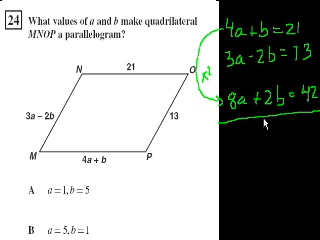 24 What values of a and b make quadrilateral
MNOP a parallelogram?
N 21 O
3a – 2b 13
M 4a + b P
A a = 1, b = 5
B a = 5, b = 1
4a+b=21
3a-2b=13
x2
8a+2b=42